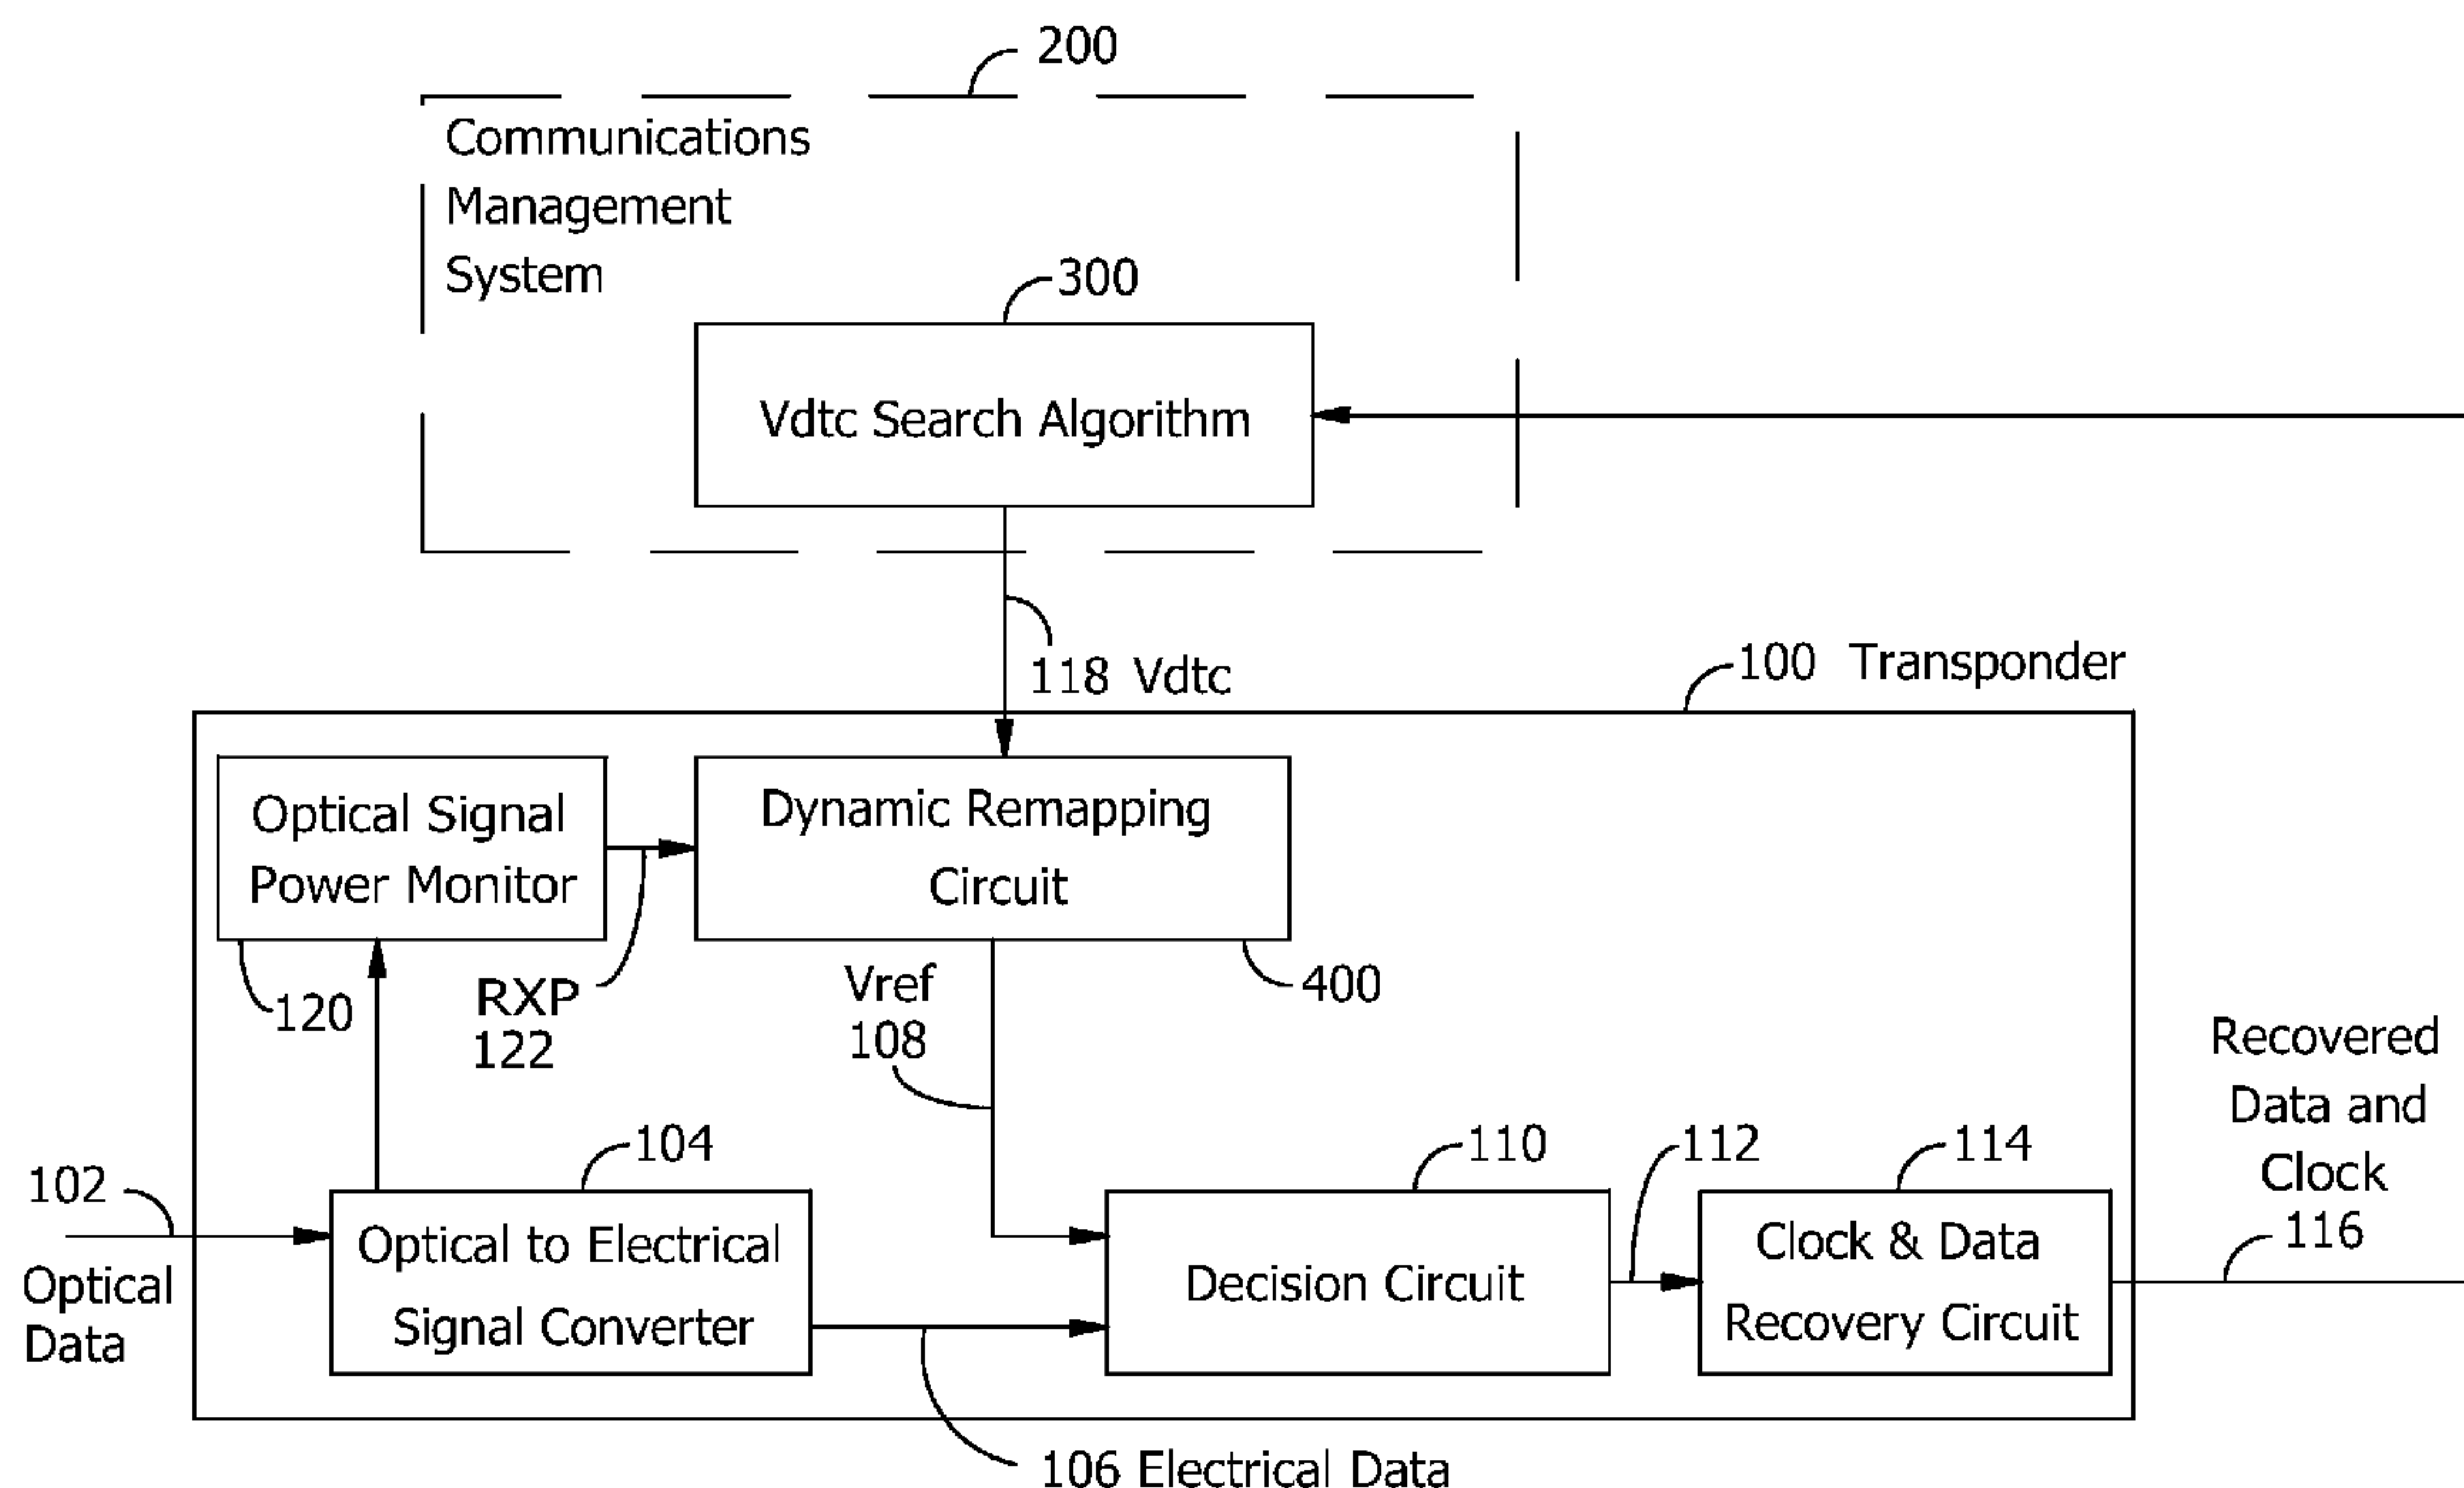 200
Communications
Management
System
300
Vdtc Search Algorithm
118 Vdtc
100 Transponder
Optical Signal
Power Monitor
Dynamic Remapping
Circuit
120
RXP
122
Vref
108
400
Recovered
Data and
Clock
116
102
Optical
Data
104
Optical to Electrical
Signal Converter
110
Decision Circuit
112
114
Clock & Data
Recovery Circuit
106 Electrical Data